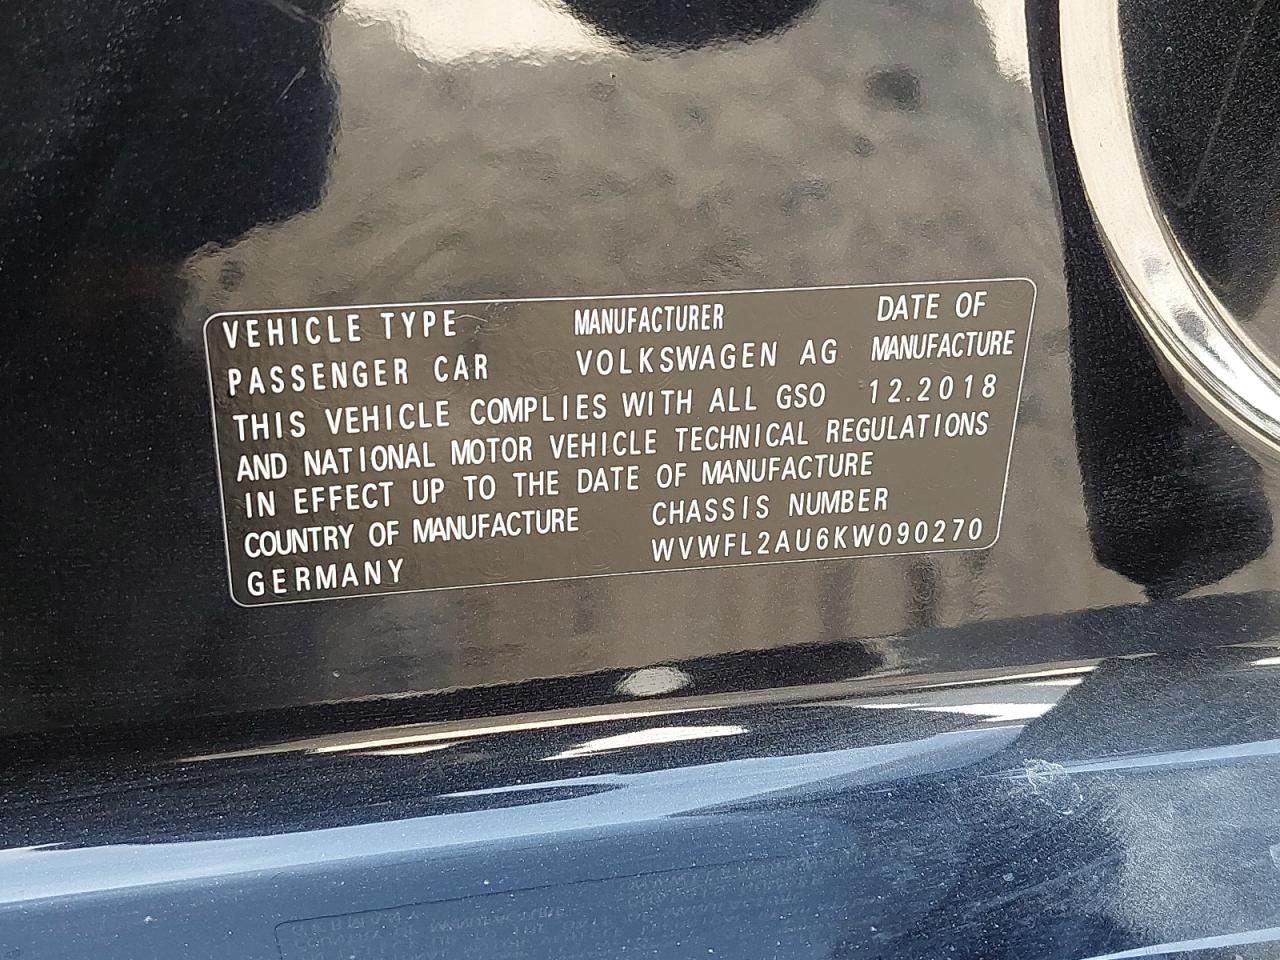 VEHICLE TYPE MANUFACTURER DATE OF
PASSENGER CAR VOLKSWAGEN AG MANUFACTURE
THIS VEHICLE COMPLIES WITH ALL GSO 12.2018
AND NATIONAL MOTOR VEHICLE TECHNICAL REGULATIONS
IN EFFECT UP TO THE DATE OF MANUFACTURE
COUNTRY OF MANUFACTURE CHASSIS NUMBER
GERMANY WVWFL2AU6KW090270